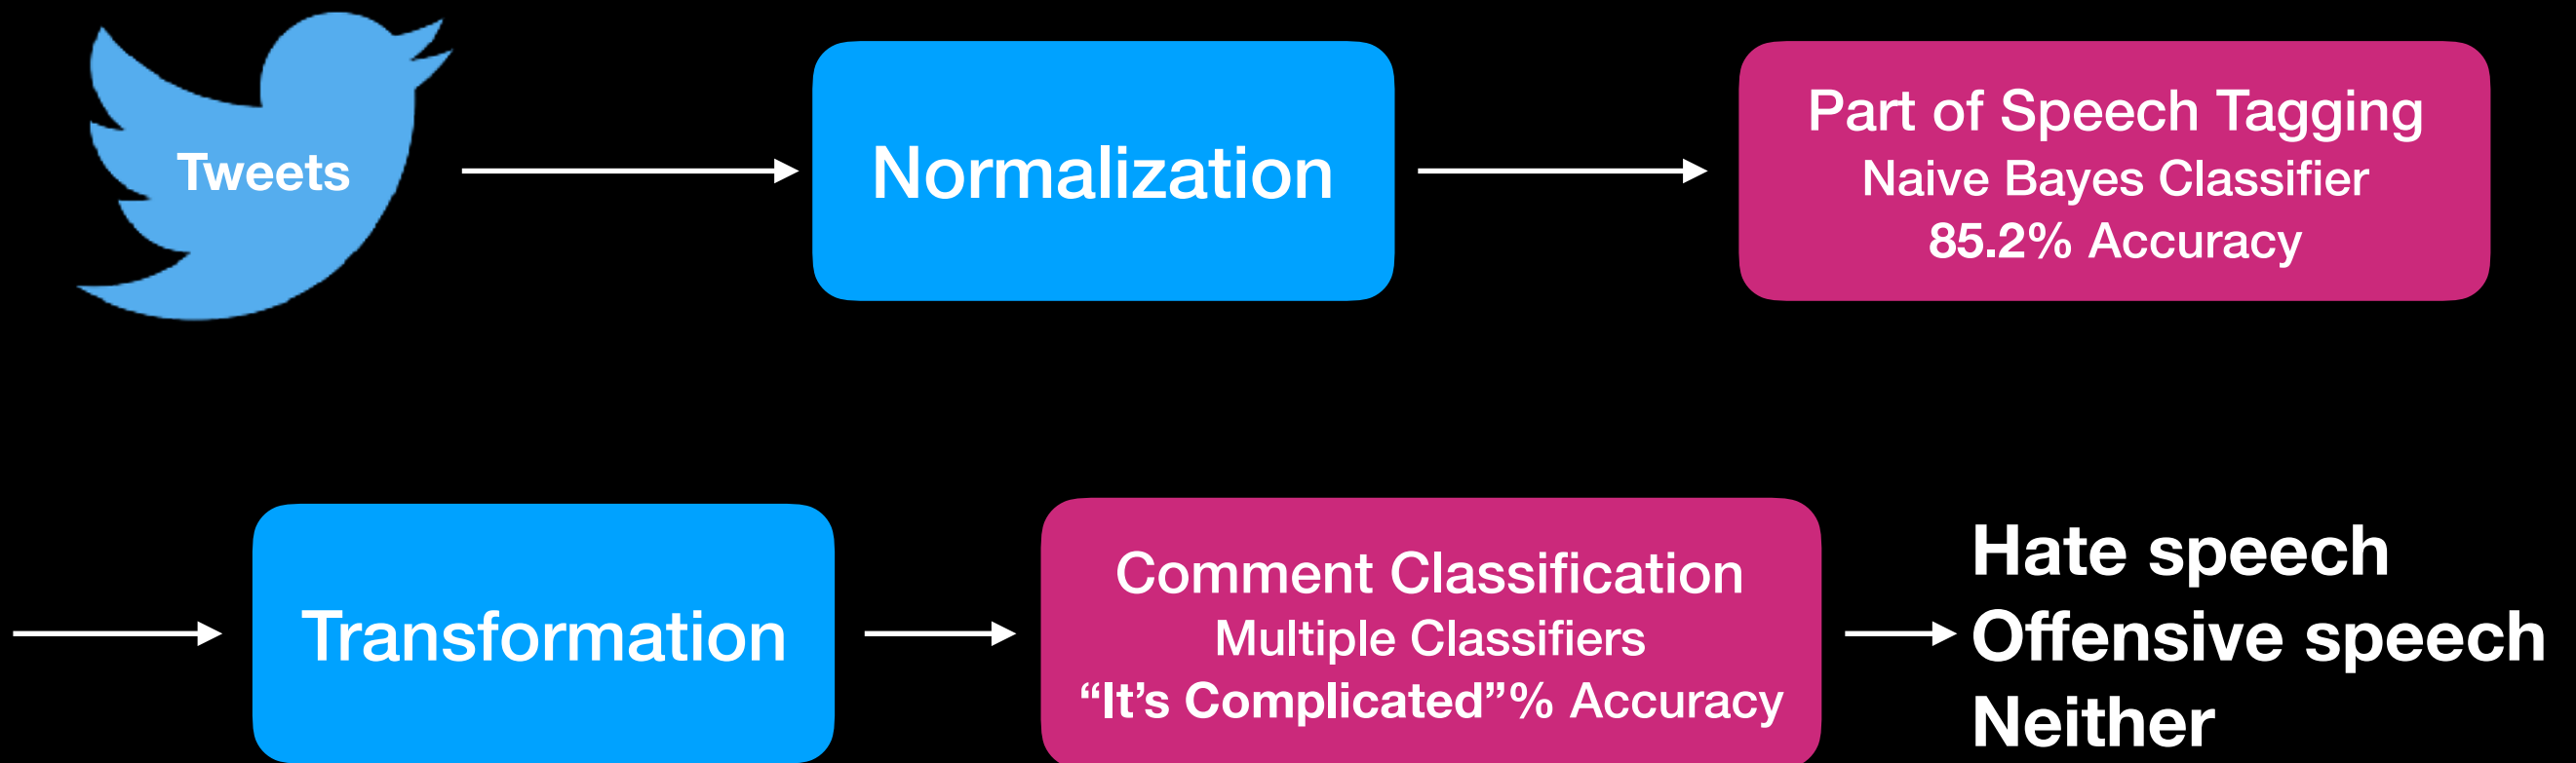 Tweets
Normalization
Part of Speech Tagging
Naive Bayes Classifier
85.2% Accuracy
Transformation
Comment Classification
Multiple Classifiers
“It’s Complicated”% Accuracy
Hate speech
Offensive speech
Neither